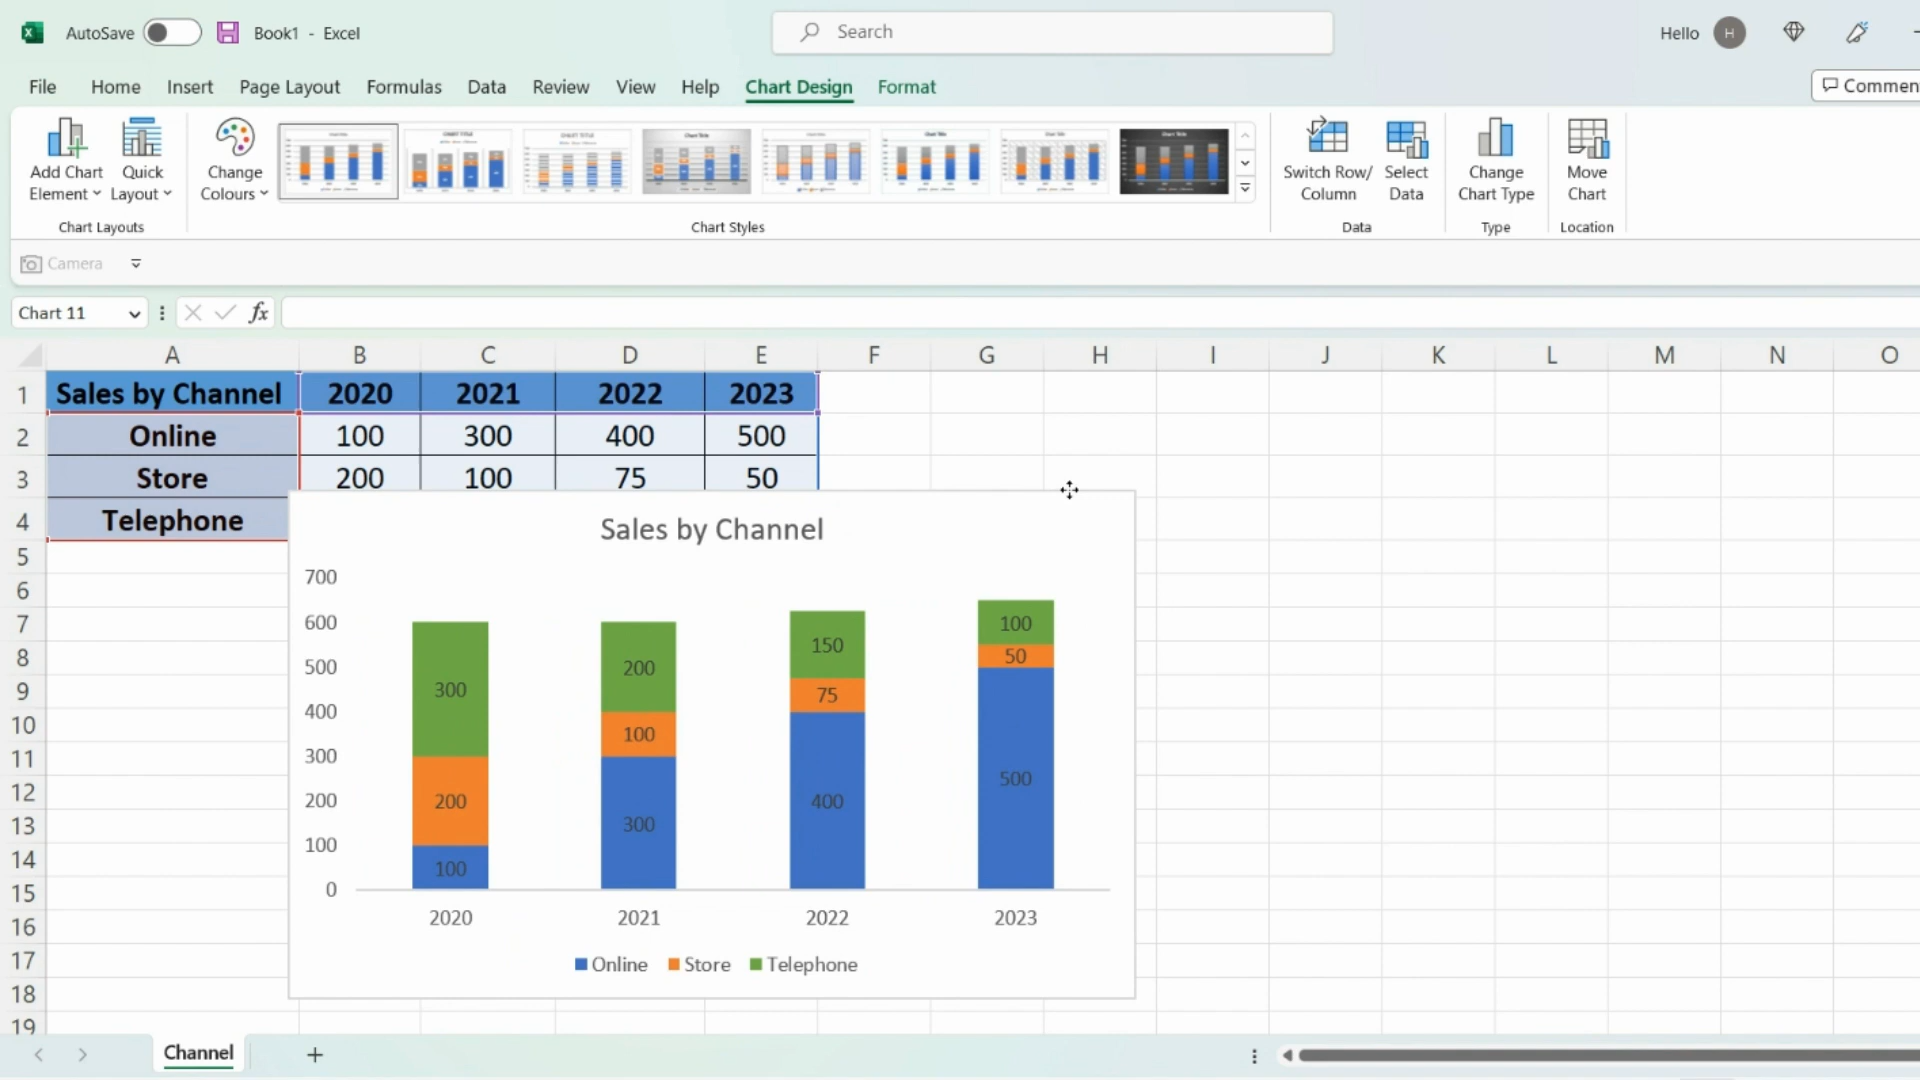 AutoSave Book1 - Excel Search Hello H
File Home Insert Page Layout Formulas Data Review View Help Chart Design Format Commen
Add Chart Element Quick Layout Change Colours Switch Row/ Column Select Data Change Chart Type Move Chart
Chart Layouts Chart Styles Data Type Location
Camera
Chart 11 fx
A B C D E F G H I J K L M N O
1 Sales by Channel 2020 2021 2022 2023
2 Online 100 300 400 500
3 Store 200 100 75 50
4 Telephone
5
6
7
8
9
10
11
12
13
14
15
16
17
18
19
Sales by Channel
700
600
500
400
300
200
100
0
300 200 150 100
200 100 75 50
100 300 400 500
2020 2021 2022 2023
Online Store Telephone
Channel